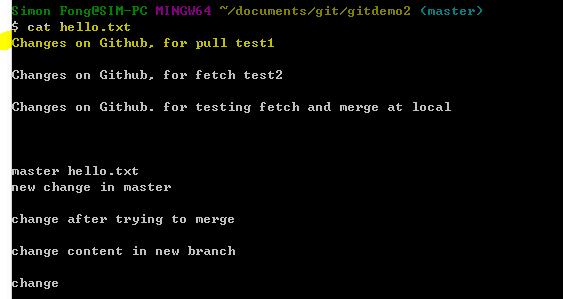 Simon Fong@SIM-PC MINGW64 ~/documents/git/gitdemo2 (master)
$ cat hello.txt
Changes on Github, for pull test1
Changes on Github, for fetch test2
Changes on Github. for testing fetch and merge at local
master hello.txt
new change in master
change after trying to merge
change content in new branch
change